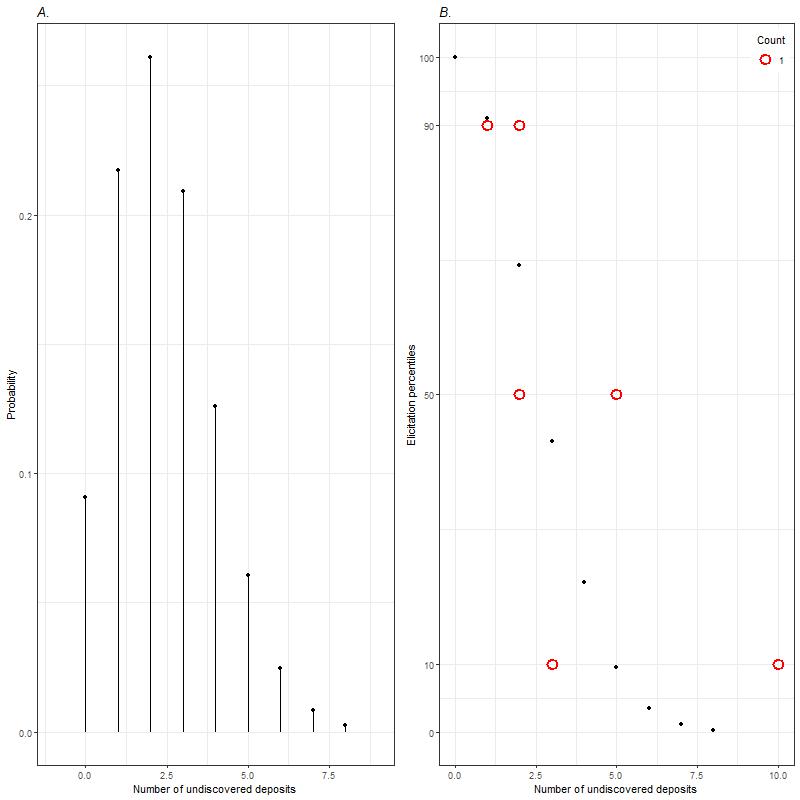 A.
Probability
0.2
0.1
0.0
0.0 2.5 5.0 7.5
Number of undiscovered deposits
B.
Count
1
Elicitation percentiles
100
90
50
10
0
0.0 2.5 5.0 7.5 10.0
Number of undiscovered deposits